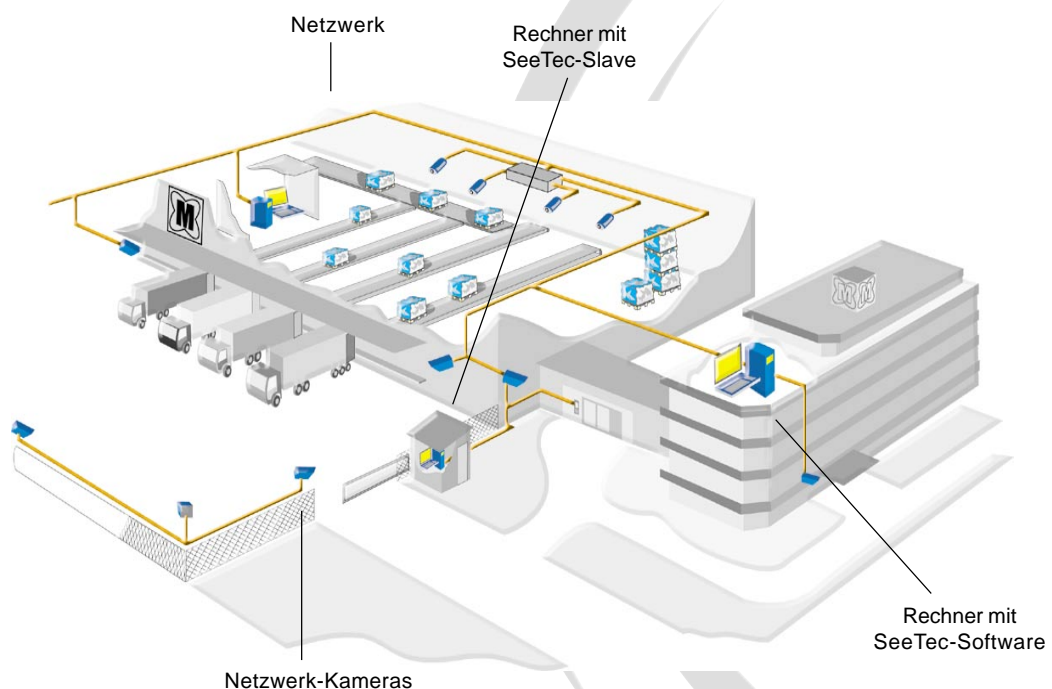 Netzwerk
Rechner mit
SeeTec-Slave
M
M M
Rechner mit
SeeTec-Software
Netzwerk-Kameras